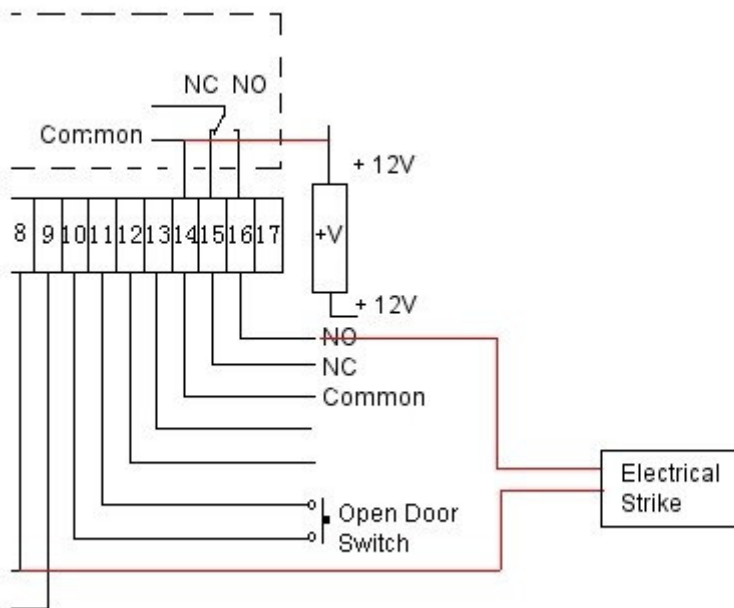 NC NO
Common
+ 12V
8 9 10 11 12 13 14 15 16 17
+V
+ 12V
NO
NC
Common
Electrical
Strike
Open Door
Switch